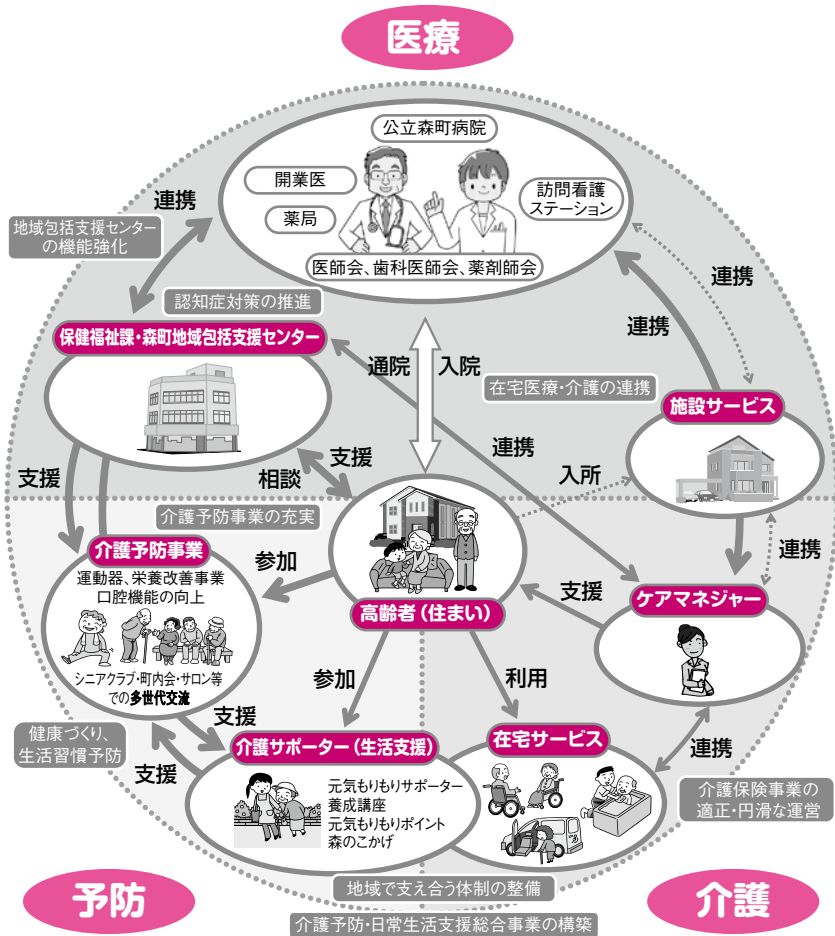 医療
公立森町病院
開業医
薬局
訪問看護
ステーション
医師会、歯科医師会、薬剤師会
連携
地域包括支援センター
の機能強化
認知症対策の推進
保健福祉課・森町地域包括支援センター
通院
入院
連携
連携
在宅医療・介護の連携
施設サービス
連携
支援
相談
支援
入所
介護予防事業の充実
介護予防事業
運動器、栄養改善事業
口腔機能の向上
シニアクラブ・町内会・サロン等
での多世代交流
参加
高齢者（住まい）
支援
連携
ケアマネジャー
参加
利用
健康づくり、
生活習慣予防
支援
支援
介護サポーター（生活支援）
元気もりもりサポーター
養成講座
元気もりもりポイント
森のこかげ
在宅サービス
連携
介護保険事業の
適正・円滑な運営
予防
地域で支え合う体制の整備
介護予防・日常生活支援総合事業の構築
介護